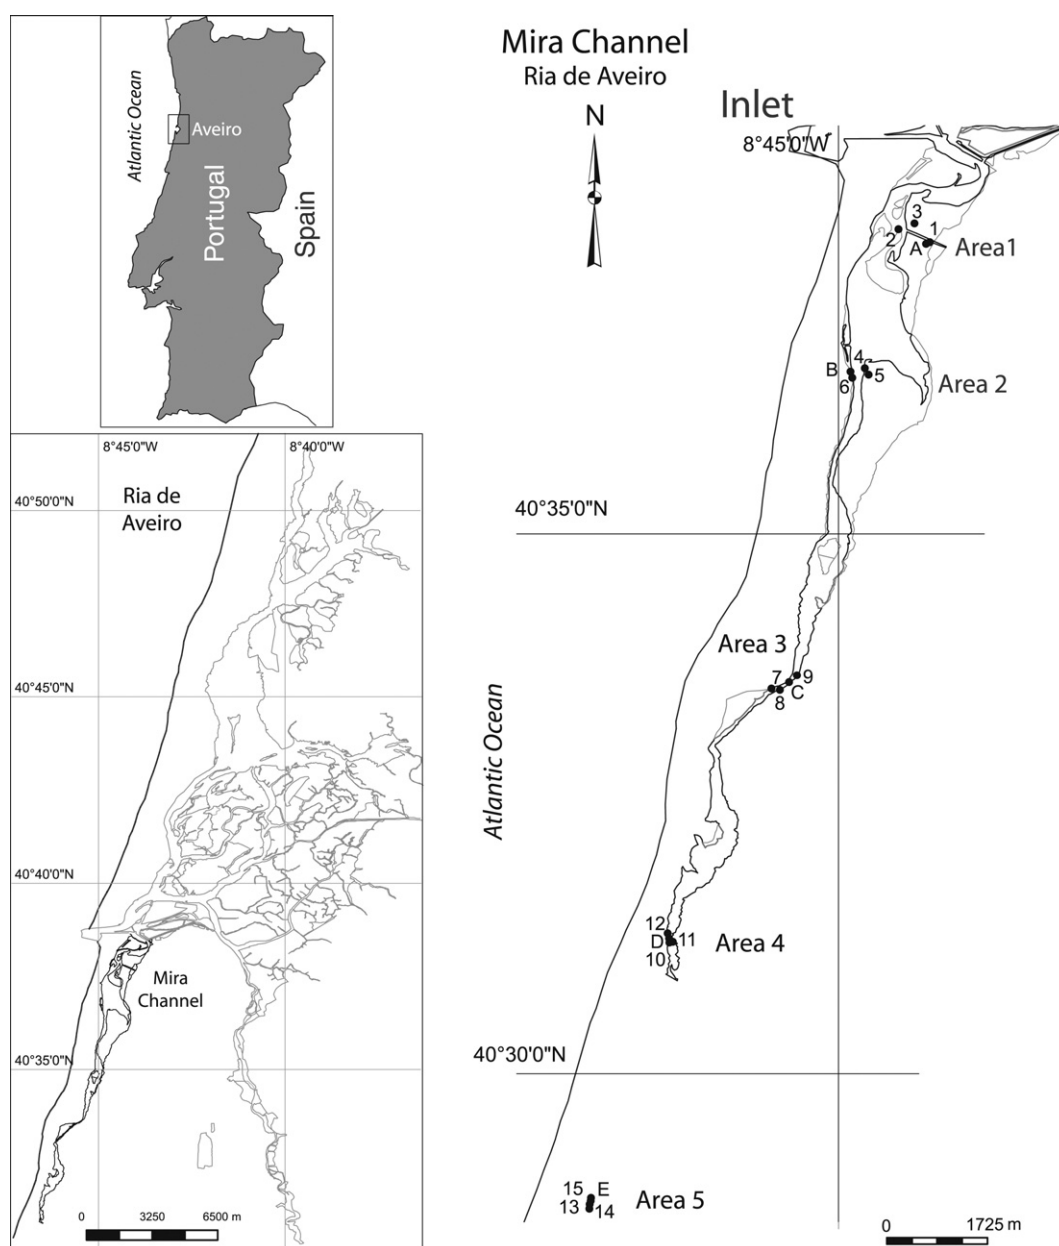 Atlantic Ocean
Aveiro
Portugal
Spain
8°45'0"W
8°40'0"W
40°50'0"N
Ria de
Aveiro
40°45'0"N
40°40'0"N
Mira
Channel
40°35'0"N
0 3250 6500 m
Mira Channel
Ria de Aveiro
N
Inlet
8°45'0"W
3
2
1
A
Area1
4
B
5
6
Area 2
40°35'0"N
Area 3
7
9
8
C
Atlantic Ocean
12
D
11
10
Area 4
40°30'0"N
15
E
13
14
Area 5
0 1725 m